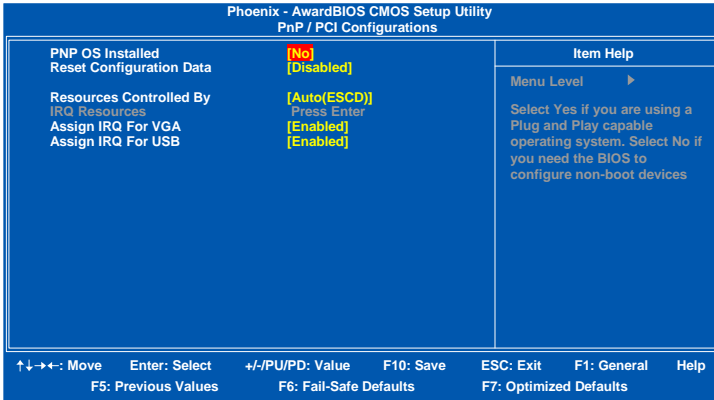 Phoenix - AwardBIOS CMOS Setup Utility
PnP / PCI Configurations
PNP OS Installed [No]
Reset Configuration Data [Disabled]
Resources Controlled By [Auto(ESCD)]
IRQ Resources Press Enter
Assign IRQ For VGA [Enabled]
Assign IRQ For USB [Enabled]
Item Help
Menu Level
Select Yes if you are using a
Plug and Play capable
operating system. Select No if
you need the BIOS to
configure non-boot devices
↑↓→←: Move Enter: Select +/-/PU/PD: Value F10: Save ESC: Exit F1: General Help
F5: Previous Values F6: Fail-Safe Defaults F7: Optimized Defaults